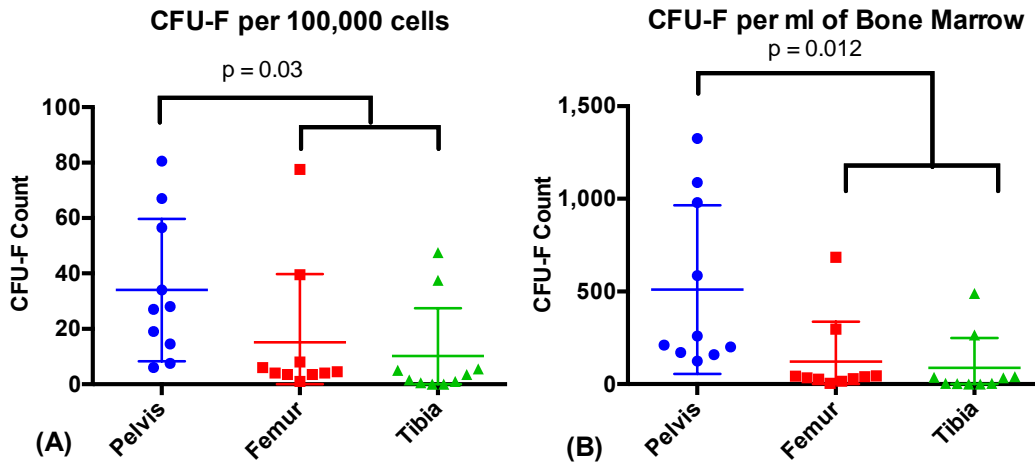 CFU-F per 100,000 cells
p = 0.03
CFU-F Count
100
80
60
40
20
0
Pelvis
Femur
Tibia
(A)
CFU-F per ml of Bone Marrow
p = 0.012
CFU-F Count
1,500
1,000
500
0
Pelvis
Femur
Tibia
(B)